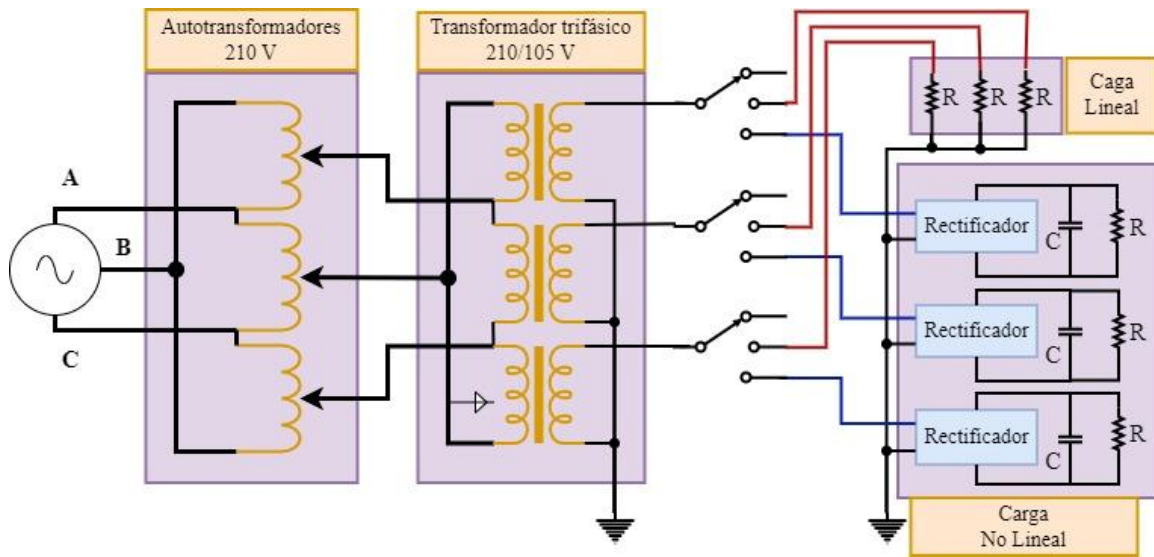 Autotransformadores
210 V
Transformador trifásico
210/105 V
A
B
C
R
R
R
Caga
Lineal
Rectificador
C
R
Rectificador
C
R
Rectificador
C
R
Carga
No Lineal